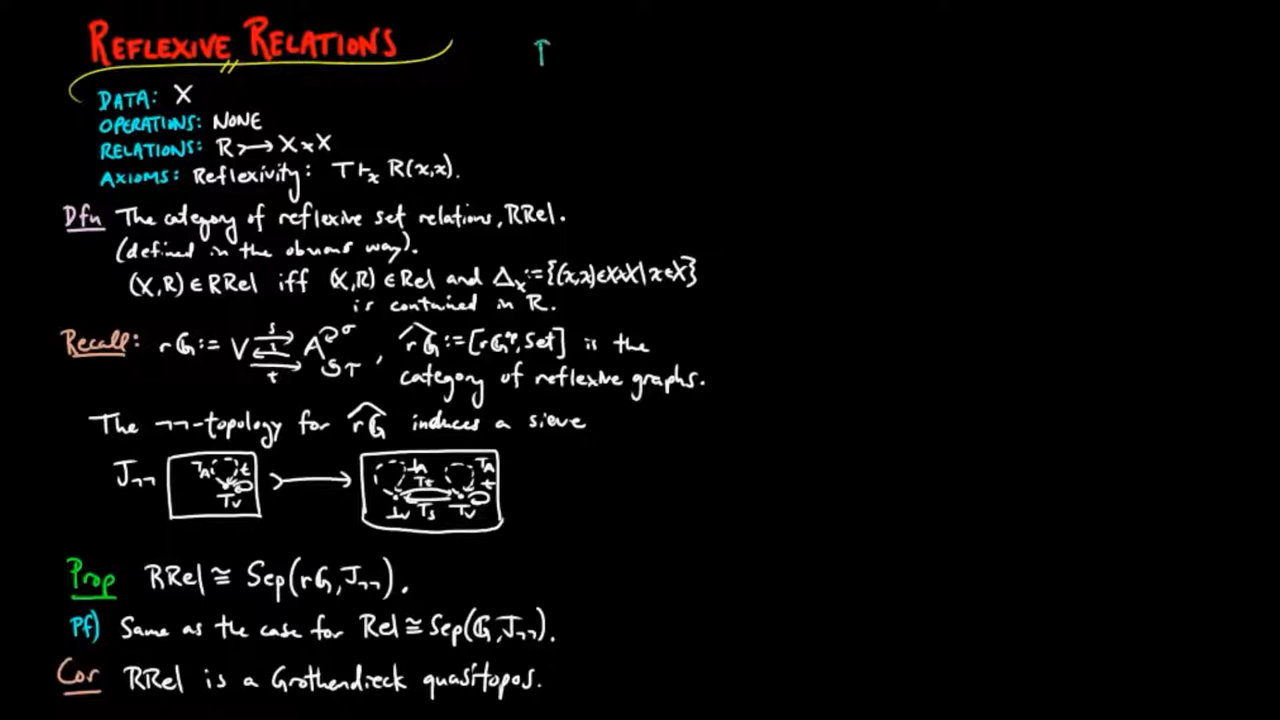 REFLEXIVE RELATIONS
DATA: X
OPERATIONS: NONE
RELATIONS: R ↣ X × X
AXIOMS: Reflexivity: ⊤ ⊢ₓ R(x,x).
Dfn The category of reflexive set relations, RRel.
(defined in the obvious way).
(X,R) ∈ RRel iff (X,R) ∈ Rel and Δₓ := {(x,x) ∈ X×X | x ∈ X}
is contained in R.
Recall: r𝔾 := V ⇄ A, s l t σ τ, r𝔾^ := [r𝔾ᵒᵖ, Set] is the
category of reflexive graphs.
The ¬¬-topology for r𝔾^ induces a sieve
J¬¬ ⊤A t ⊤v ↣ ⊥A ⊤t ⊤A t ⊥v ⊤s ⊤v
Prop RRel ≅ Sep(r𝔾, J¬¬).
Pf) Same as the case for Rel ≅ Sep(𝔾, J¬¬).
Cor RRel is a Grothendieck quasitopos.